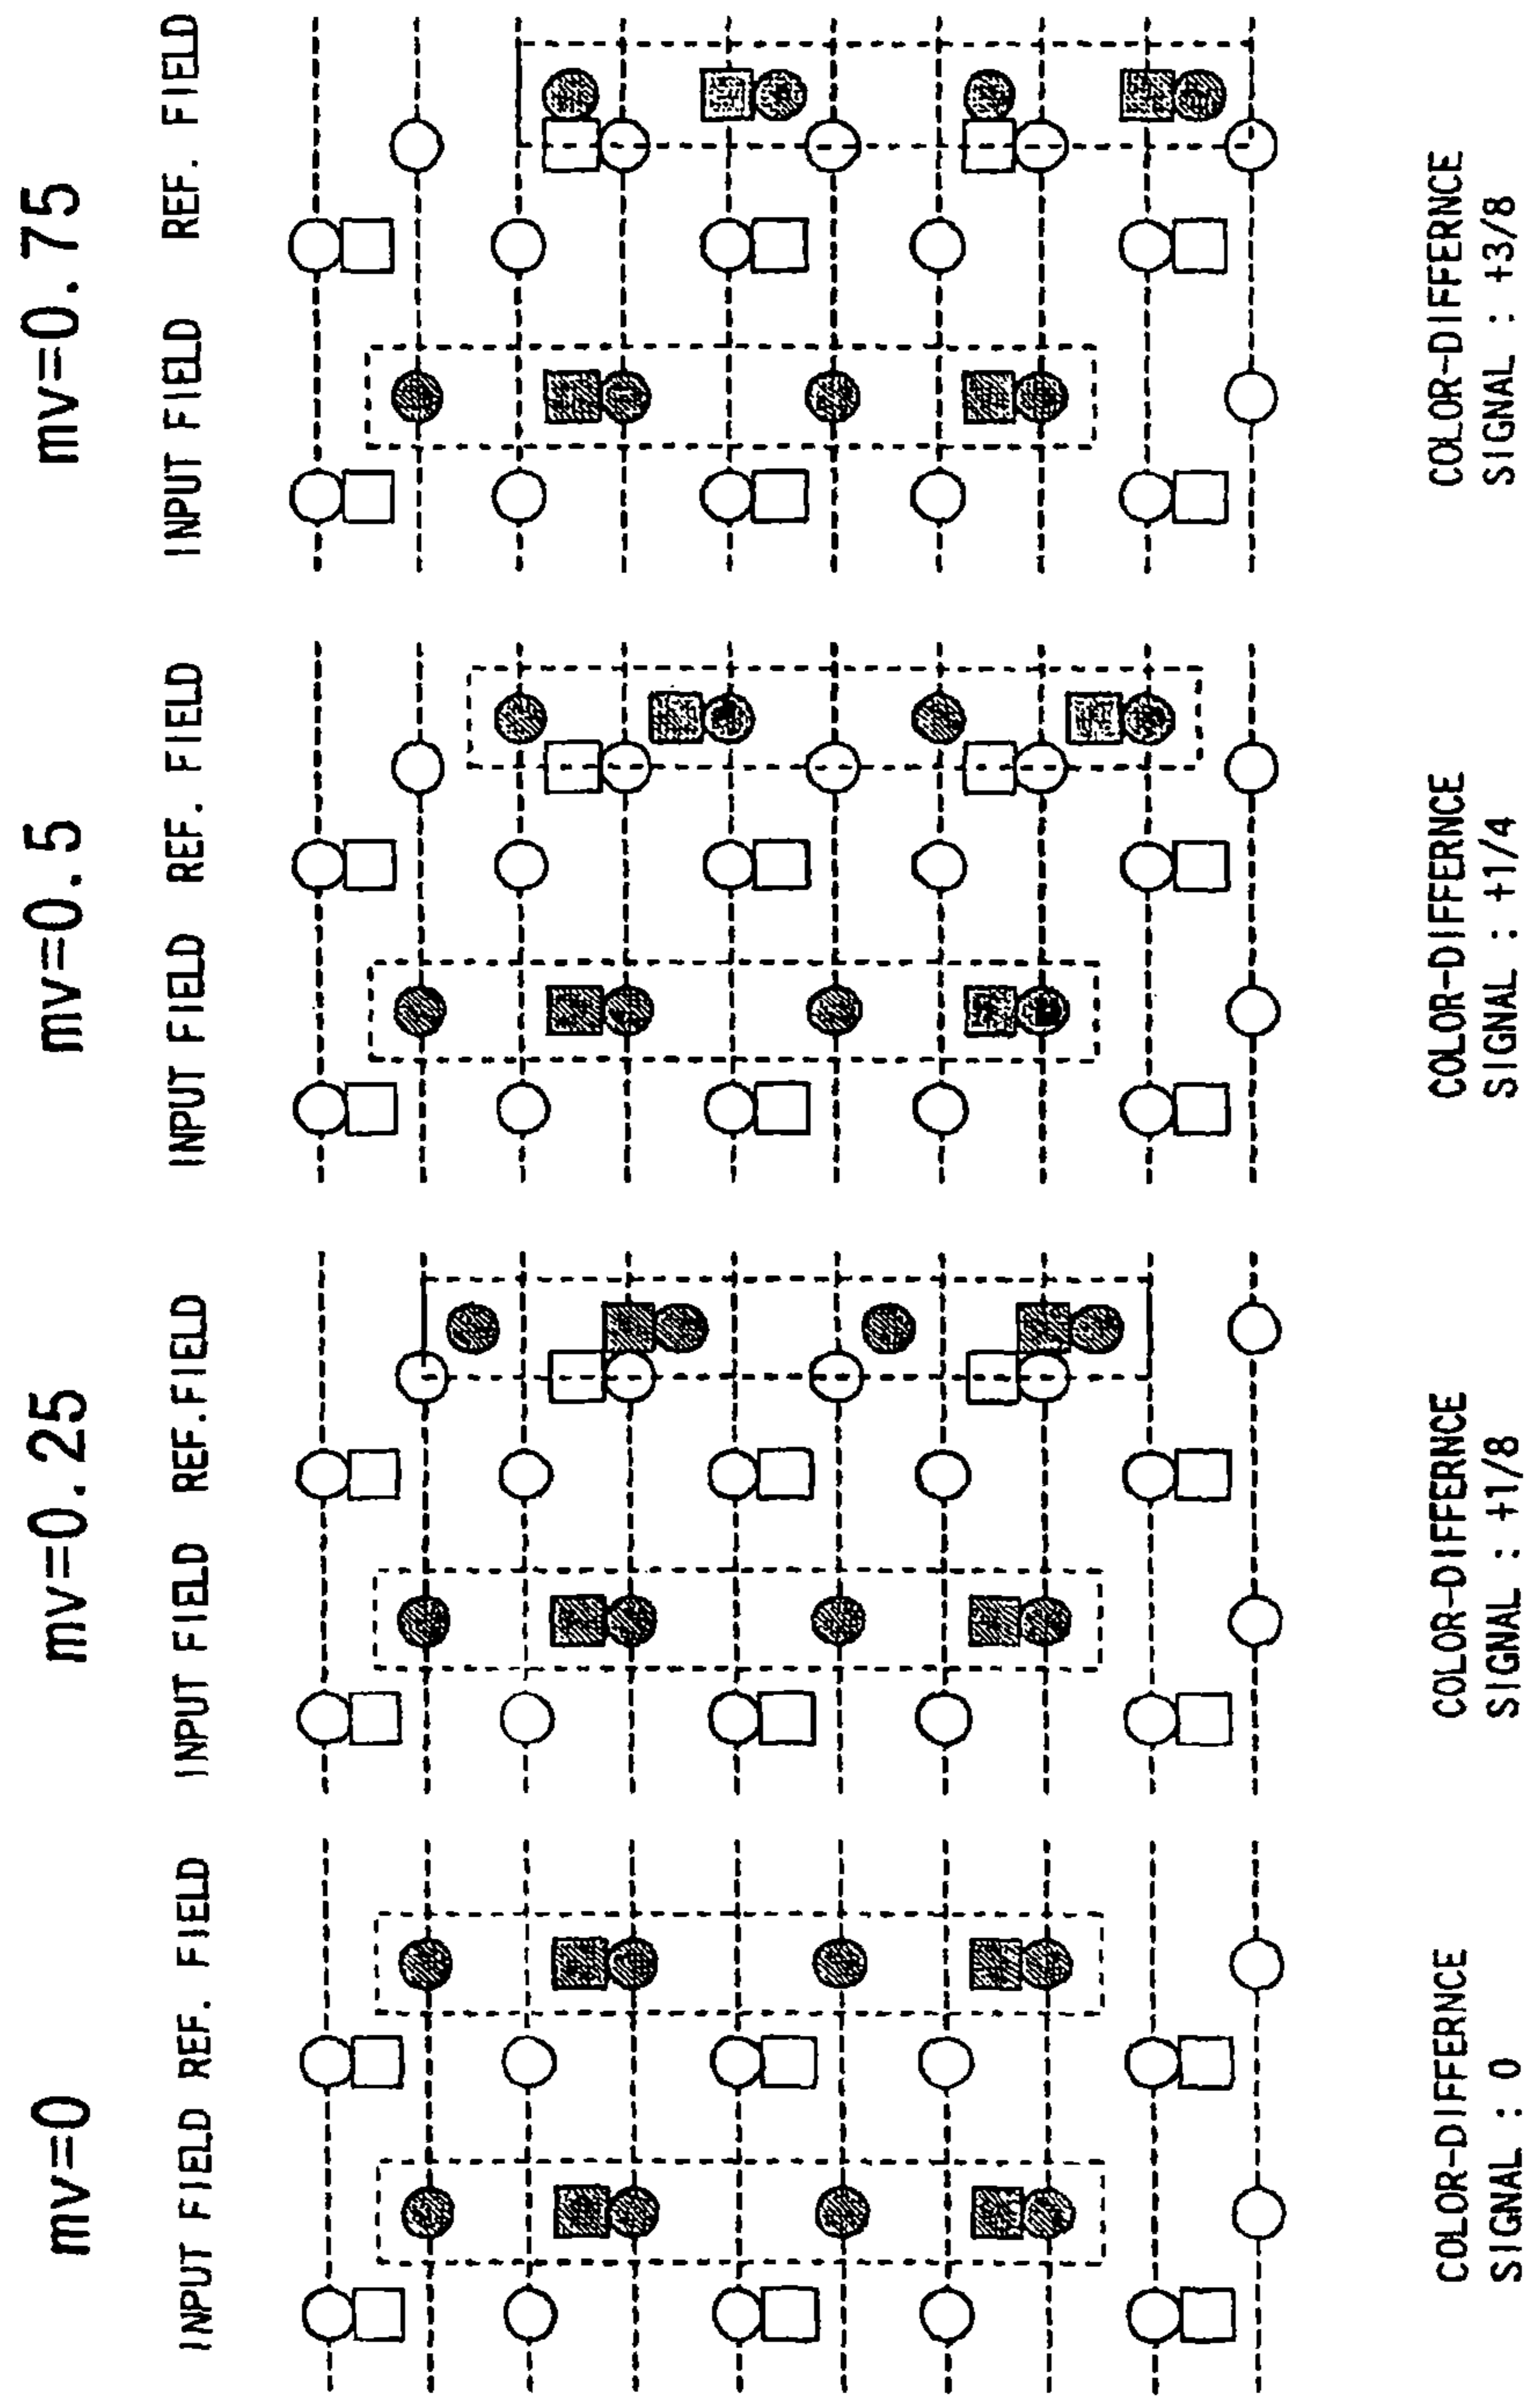 mv=0
mv=0.25
mv=0.5
mv=0.75
INPUT FIELD REF. FIELD
INPUT FIELD REF.FIELD
INPUT FIELD REF. FIELD
INPUT FIELD REF. FIELD
COLOR-DIFFERNCE
SIGNAL : 0
COLOR-DIFFERNCE
SIGNAL : +1/8
COLOR-DIFFERNCE
SIGNAL : +1/4
COLOR-DIFFERNCE
SIGNAL : +3/8